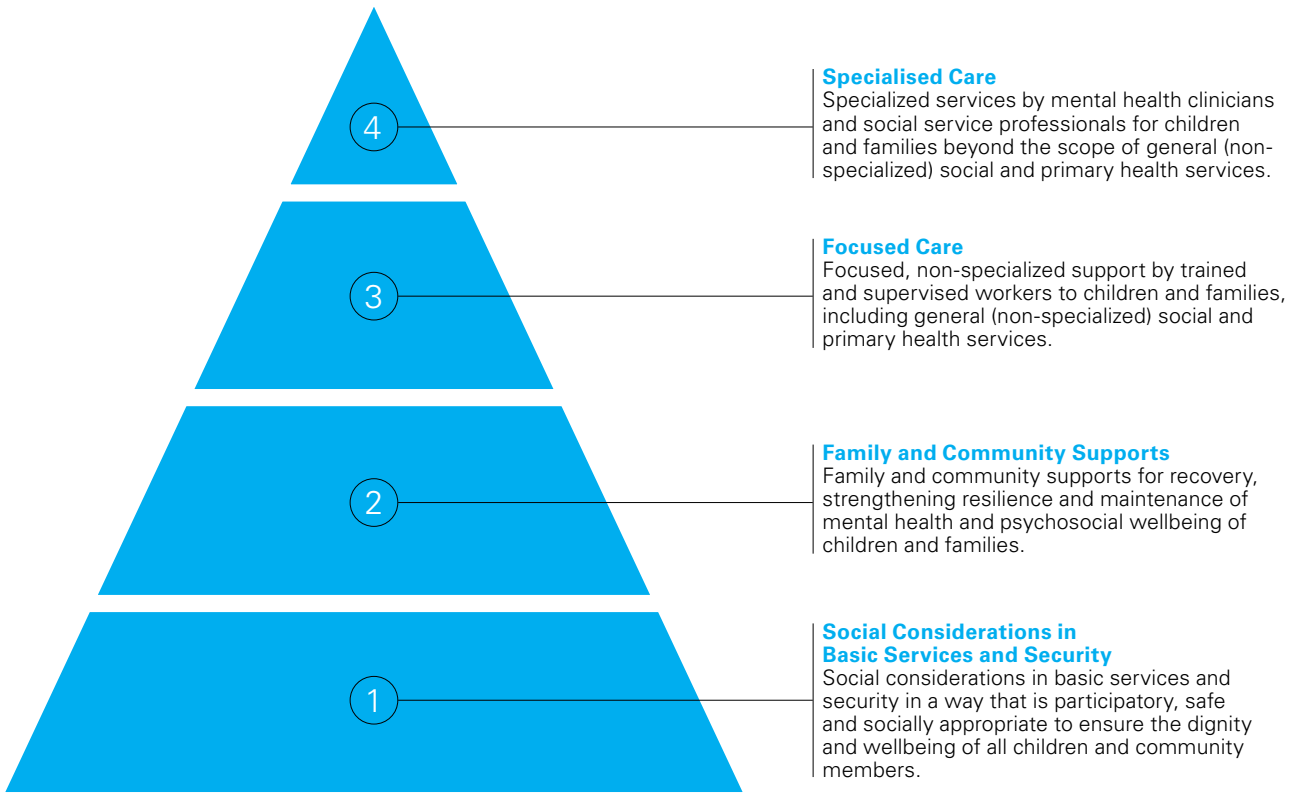 4
Specialised Care
Specialized services by mental health clinicians
and social service professionals for children
and families beyond the scope of general (non-
specialized) social and primary health services.
3
Focused Care
Focused, non-specialized support by trained
and supervised workers to children and families,
including general (non-specialized) social and
primary health services.
2
Family and Community Supports
Family and community supports for recovery,
strengthening resilience and maintenance of
mental health and psychosocial wellbeing of
children and families.
1
Social Considerations in
Basic Services and Security
Social considerations in basic services and
security in a way that is participatory, safe
and socially appropriate to ensure the dignity
and wellbeing of all children and community
members.